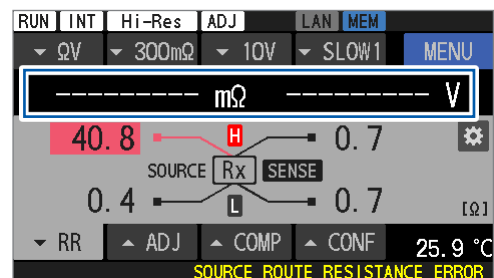 RUN INT Hi-Res ADJ LAN MEM
ΩV 300mΩ 10V SLOW1 MENU
--------- mΩ --------- V
40.8 H 0.7
SOURCE Rx SENSE
0.4 L 0.7 [Ω]
RR ADJ COMP CONF 25.9 °C
SOURCE ROUTE RESISTANCE ERROR